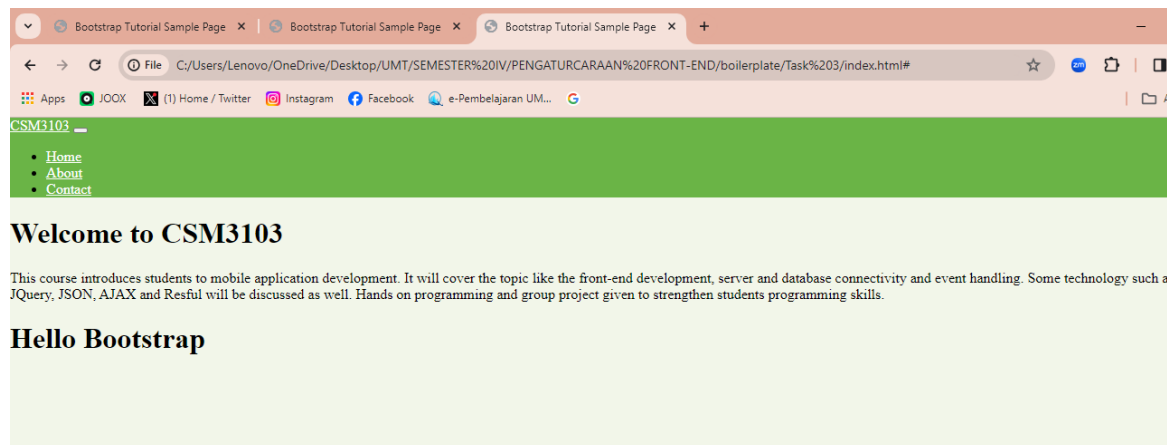 Bootstrap Tutorial Sample Page Bootstrap Tutorial Sample Page Bootstrap Tutorial Sample Page
File C:/Users/Lenovo/OneDrive/Desktop/UMT/SEMESTER%20IV/PENGATURCARAAN%20FRONT-END/boilerplate/Task%203/index.html# zm
Apps JOOX (1) Home / Twitter Instagram Facebook e-Pembelajaran UM...
CSM3103
Home
About
Contact
Welcome to CSM3103
This course introduces students to mobile application development. It will cover the topic like the front-end development, server and database connectivity and event handling. Some technology such a
JQuery, JSON, AJAX and Resful will be discussed as well. Hands on programming and group project given to strengthen students programming skills.
Hello Bootstrap